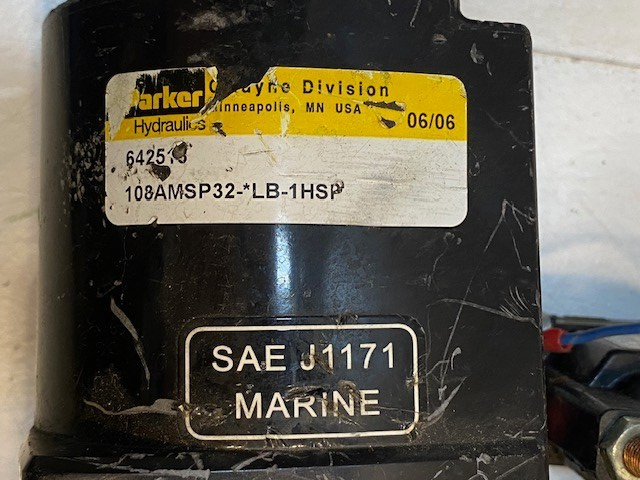 Parker
Division
Minneapolis, MN USA
Hydraulics
06/06
108AMSP32-*LB-1HSP
SAE J1171
MARINE